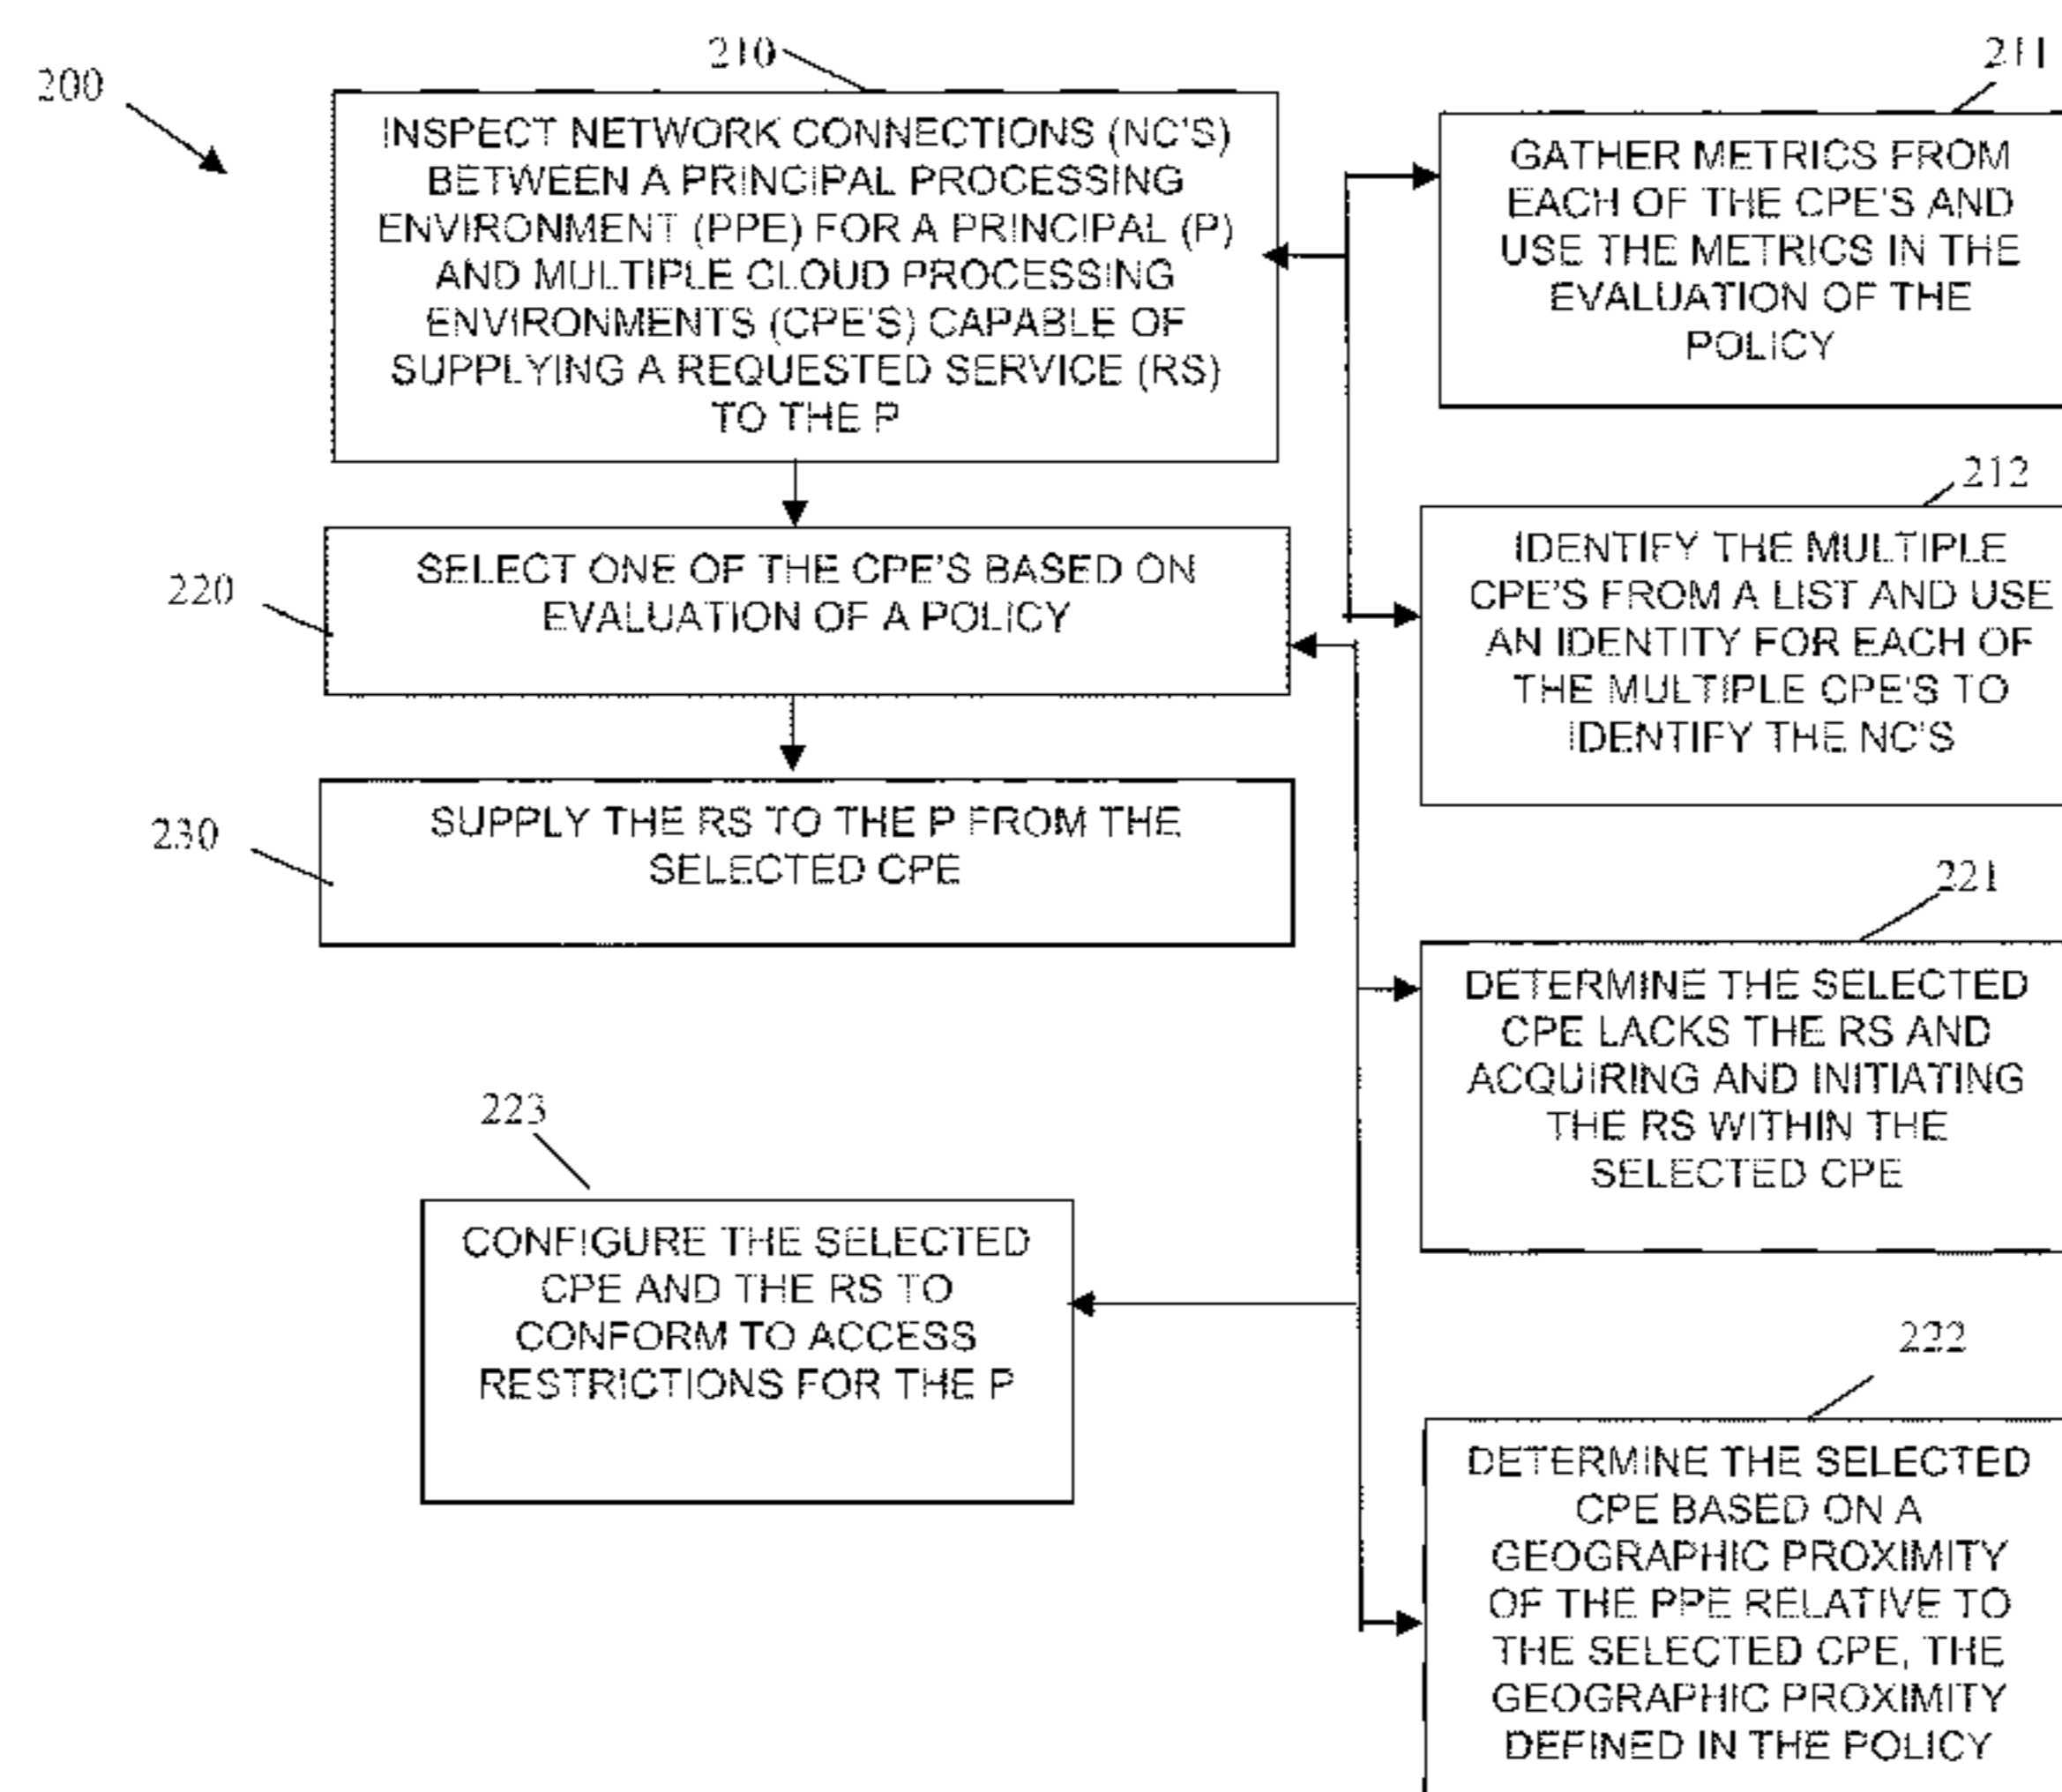 200
210
INSPECT NETWORK CONNECTIONS (NC'S)
BETWEEN A PRINCIPAL PROCESSING
ENVIRONMENT (PPE) FOR A PRINCIPAL (P)
AND MULTIPLE CLOUD PROCESSING
ENVIRONMENTS (CPE'S) CAPABLE OF
SUPPLYING A REQUESTED SERVICE (RS)
TO THE P
211
GATHER METRICS FROM
EACH OF THE CPE'S AND
USE THE METRICS IN THE
EVALUATION OF THE
POLICY
212
IDENTIFY THE MULTIPLE
CPE'S FROM A LIST AND USE
AN IDENTITY FOR EACH OF
THE MULTIPLE CPE'S TO
IDENTIFY THE NC'S
220
SELECT ONE OF THE CPE'S BASED ON
EVALUATION OF A POLICY
230
SUPPLY THE RS TO THE P FROM THE
SELECTED CPE
221
DETERMINE THE SELECTED
CPE LACKS THE RS AND
ACQUIRING AND INITIATING
THE RS WITHIN THE
SELECTED CPE
223
CONFIGURE THE SELECTED
CPE AND THE RS TO
CONFORM TO ACCESS
RESTRICTIONS FOR THE P
222
DETERMINE THE SELECTED
CPE BASED ON A
GEOGRAPHIC PROXIMITY
OF THE PPE RELATIVE TO
THE SELECTED CPE, THE
GEOGRAPHIC PROXIMITY
DEFINED IN THE POLICY